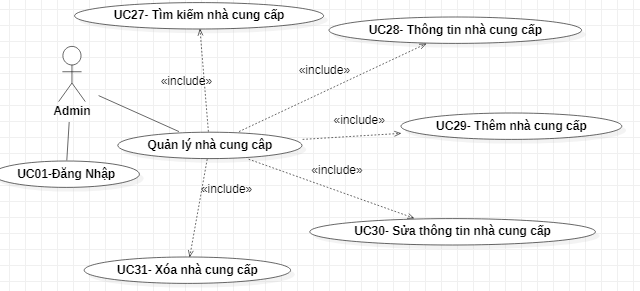 UC27- Tìm kiếm nhà cung cấp
UC28- Thông tin nhà cung cấp
«include»
«include»
Admin
«include»
UC29- Thêm nhà cung cấp
Quản lý nhà cung câp
UC01-Đăng Nhập
«include»
«include»
UC30- Sửa thông tin nhà cung cấp
UC31- Xóa nhà cung cấp